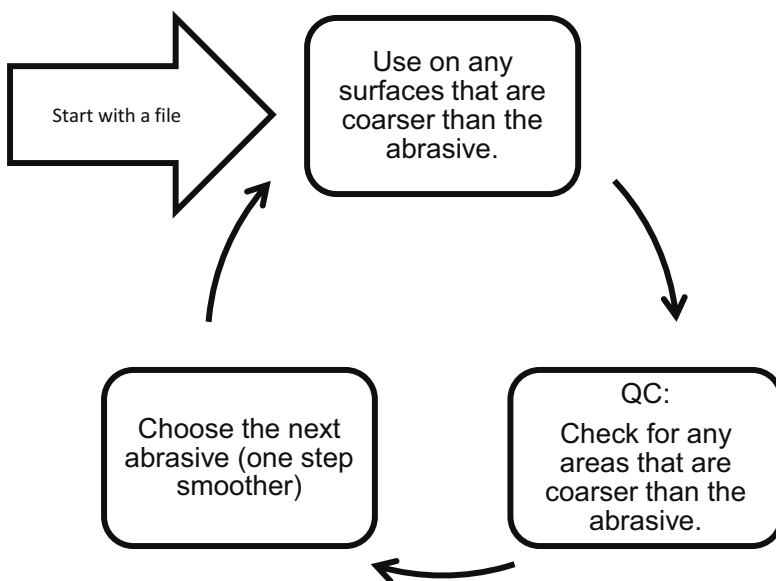 Start with a file
Use on any
surfaces that are
coarser than the
abrasive.
QC:
Check for any
areas that are
coarser than the
abrasive.
Choose the next
abrasive (one step
smoother)